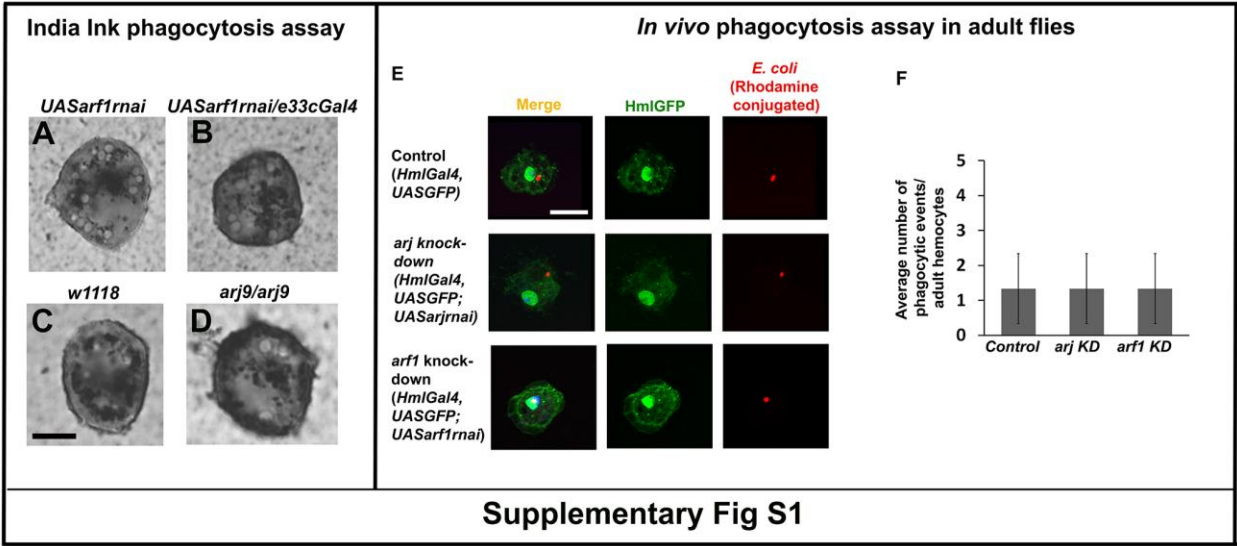 India Ink phagocytosis assay
UASarf1rnai
UASarf1rnai/e33cGal4
A
B
w1118
arj9/arj9
C
D
In vivo phagocytosis assay in adult flies
E
Merge
HmlGFP
E. coli
(Rhodamine
conjugated)
Control
(HmlGal4,
UASGFP)
arj knock-
down
(HmlGal4,
UASGFP;
UASarjrnai)
arf1 knock-
down
(HmlGal4,
UASGFP;
UASarf1rnai)
F
Average number of
phagocytic events/
adult hemocytes
5
4
3
2
1
0
Control
arj KD
arf1 KD
Supplementary Fig S1